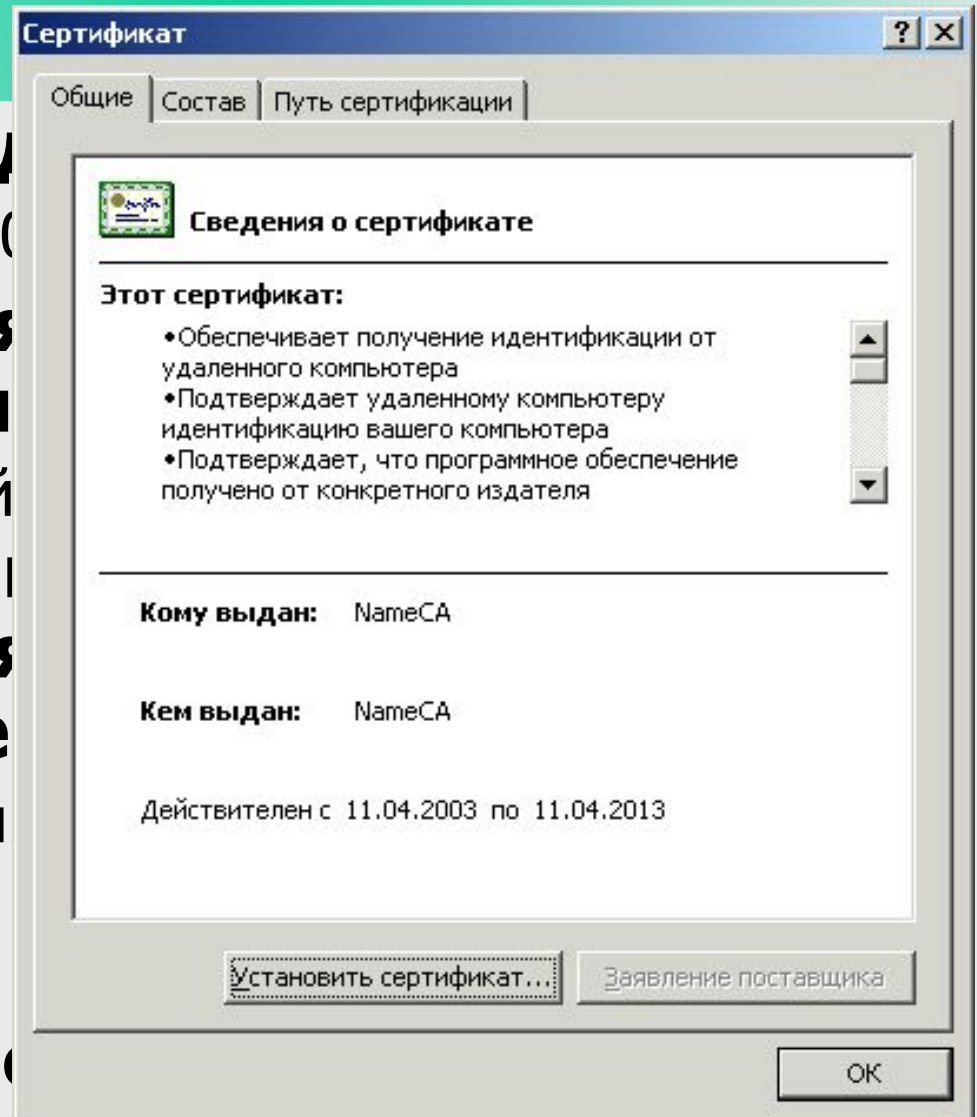 Сертификат
Общие Состав Путь сертификации
Сведения о сертификате
Этот сертификат:
•Обеспечивает получение идентификации от
удаленного компьютера
•Подтверждает удаленному компьютеру
идентификацию вашего компьютера
•Подтверждает, что программное обеспечение
получено от конкретного издателя
Кому выдан: NameCA
Кем выдан: NameCA
Действителен с 11.04.2003 по 11.04.2013
Установить сертификат... Заявление поставщика
ОК